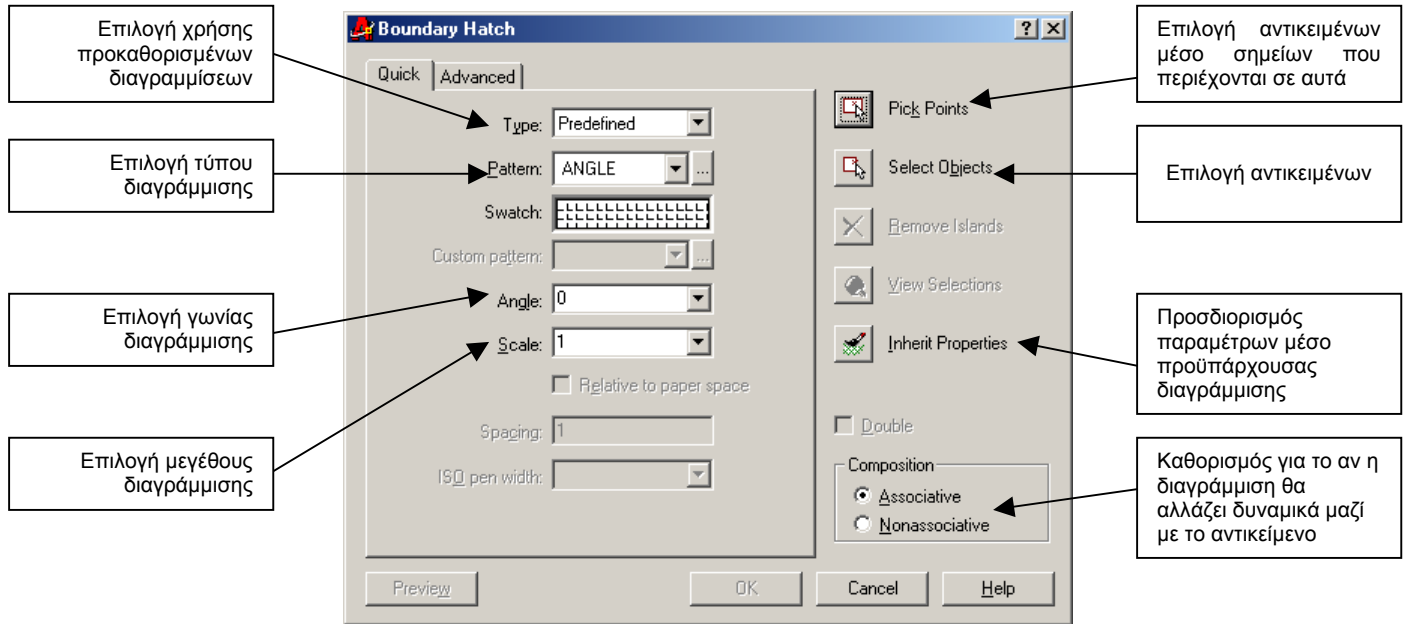 Επιλογή χρήσης
προκαθορισμένων
διαγραμμίσεων
Επιλογή τύπου
διαγράμμισης
Επιλογή γωνίας
διαγράμμισης
Επιλογή μεγέθους
διαγράμμισης
Boundary Hatch
Quick
Advanced
Type: Predefined
Pattern: ANGLE ...
Swatch:
Custom pattern: ...
Angle: 0
Scale: 1
Relative to paper space
Spacing: 1
ISO pen width:
Pick Points
Select Objects
Remove Islands
View Selections
Inherit Properties
Double
Composition
Associative
Nonassociative
Preview
OK
Cancel
Help
Επιλογή αντικειμένων
μέσο σημείων που
περιέχονται σε αυτά
Επιλογή αντικειμένων
Προσδιορισμός
παραμέτρων μέσο
προϋπάρχουσας
διαγράμμισης
Καθορισμός για το αν η
διαγράμμιση θα
αλλάζει δυναμικά μαζί
με το αντικείμενο